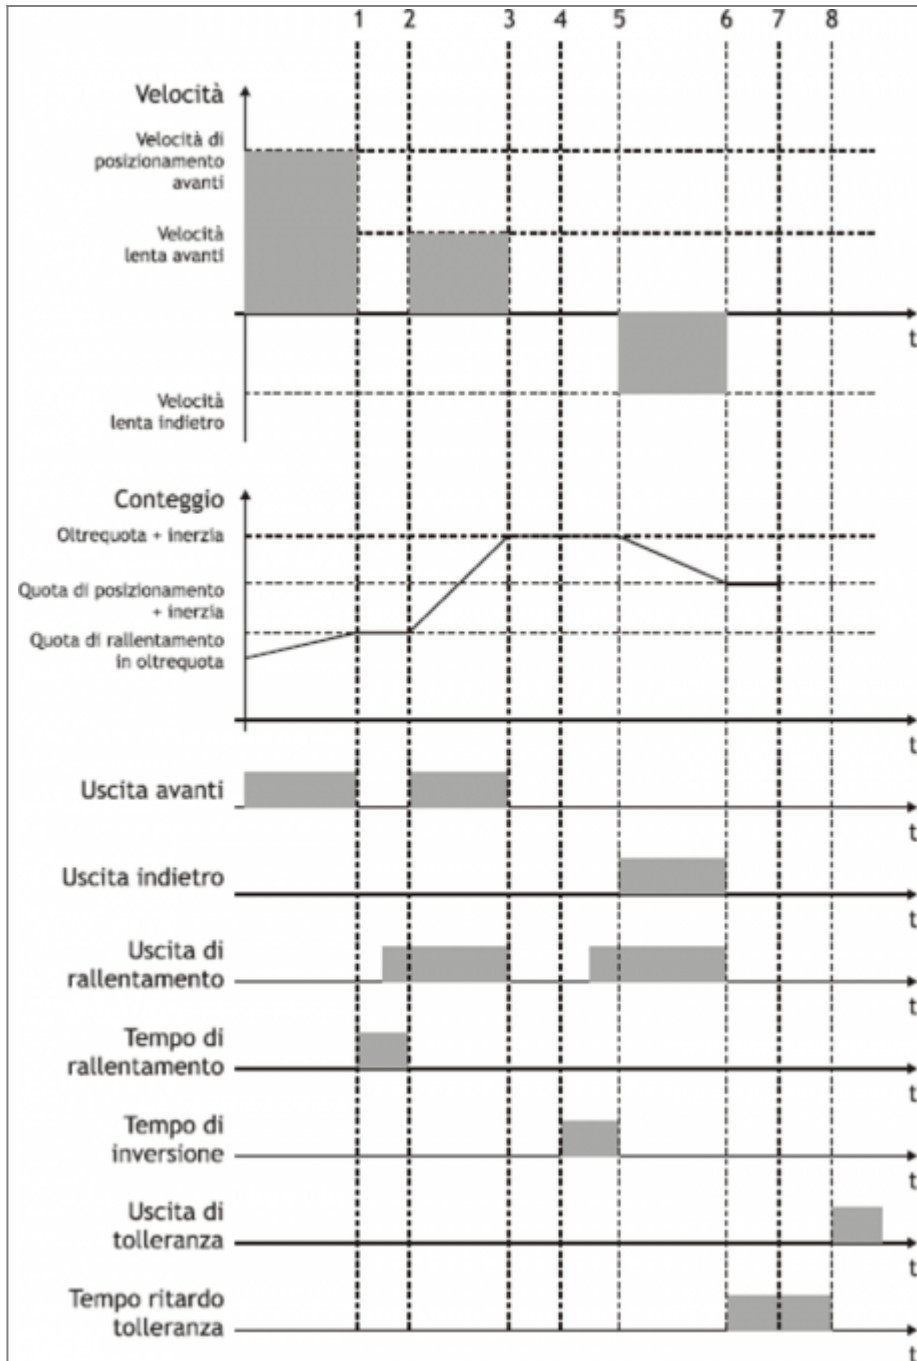 1 2 3 4 5 6 7 8
Velocità
Velocità di
posizionamento
avanti
Velocità
lenta avanti
t
Velocità
lenta indietro
Conteggio
Oltrequota + inerzia
Quota di posizionamento
+ inerzia
Quota di rallentamento
in oltrequota
t
Uscita avanti
t
Uscita indietro
t
Uscita di
rallentamento
t
Tempo di
rallentamento
t
Tempo di
inversione
t
Uscita di
tolleranza
t
Tempo ritardo
tolleranza
t